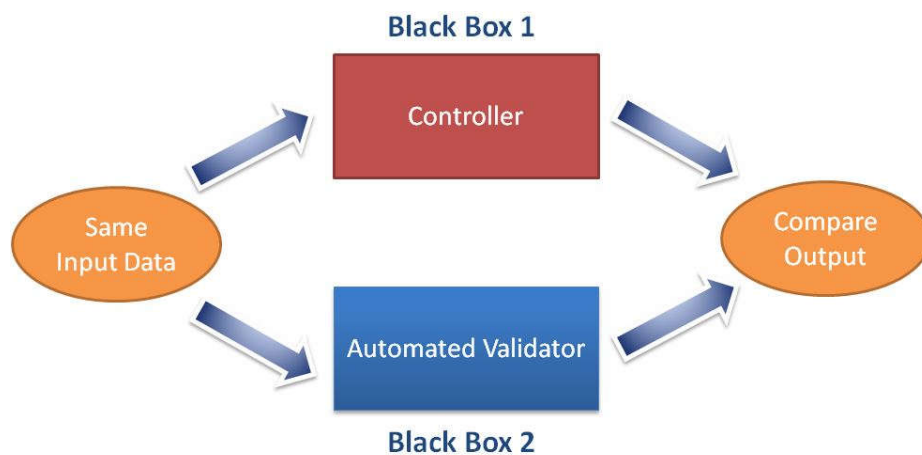 Black Box 1
Controller
Same
Input Data
Compare
Output
Automated Validator
Black Box 2